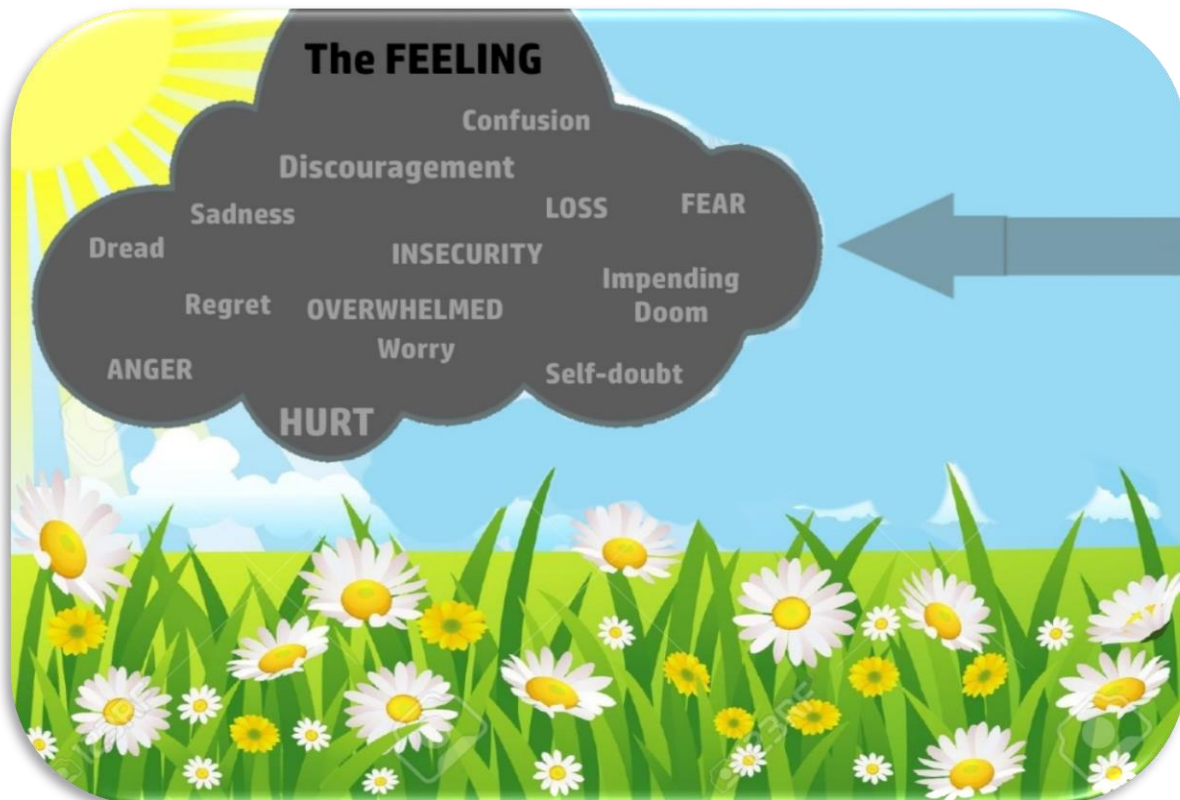 The FEELING
Confusion
Discouragement
Sadness
LOSS
FEAR
Dread
INSECURITY
Impending
Doom
Regret
OVERWHELMED
Worry
ANGER
Self-doubt
HURT